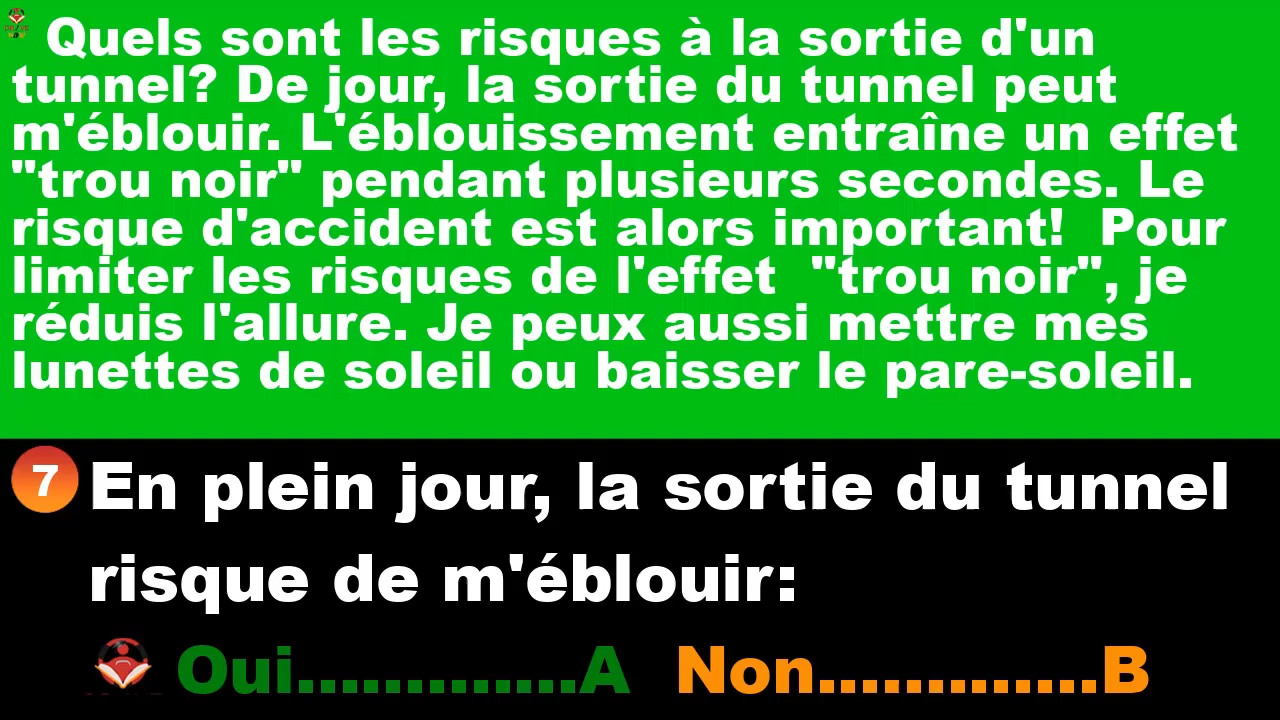 Quels sont les risques à la sortie d'un
tunnel? De jour, la sortie du tunnel peut
m'éblouir. L'éblouissement entraîne un effet
"trou noir" pendant plusieurs secondes. Le
risque d'accident est alors important!  Pour
limiter les risques de l'effet  "trou noir", je
réduis l'allure. Je peux aussi mettre mes
lunettes de soleil ou baisser le pare-soleil.
7 En plein jour, la sortie du tunnel
risque de m'éblouir:
Oui.............A Non.............B